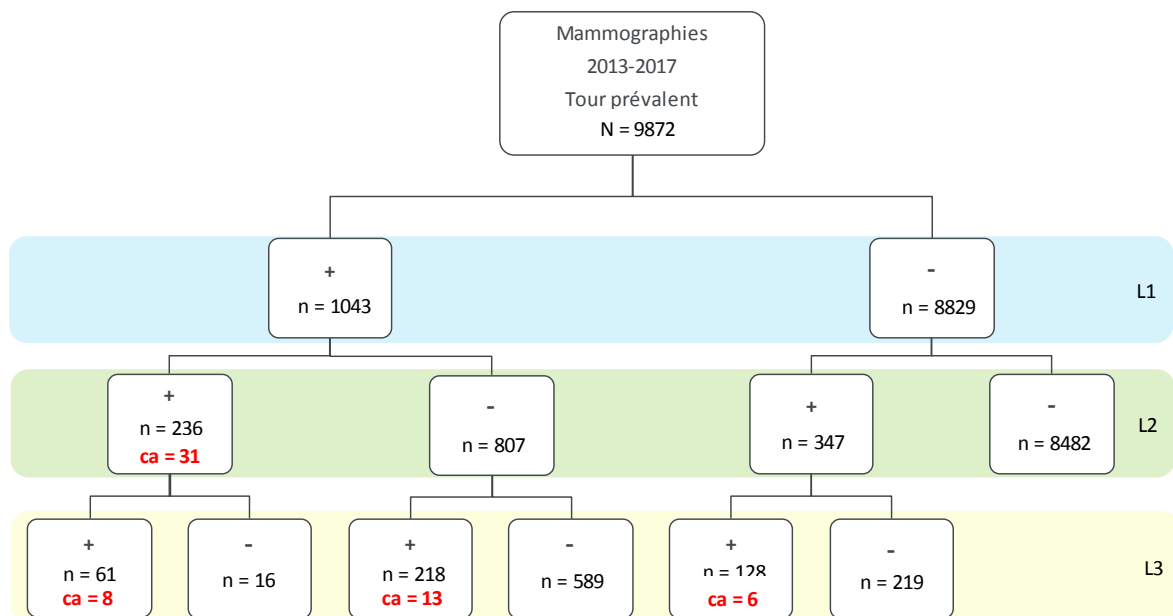 Mammographies
2013-2017
Tour prévalent
N = 9872
+
n = 1043
-
n = 8829
L1
+
n = 236
ca = 31
-
n = 807
+
n = 347
-
n = 8482
L2
+
n = 61
ca = 8
-
n = 16
+
n = 218
ca = 13
-
n = 589
+
n = 128
ca = 6
-
n = 219
L3